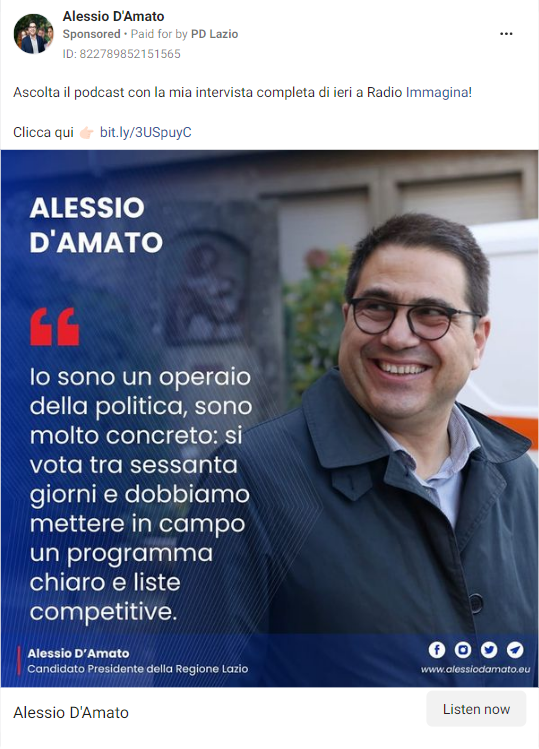 Alessio D'Amato
Sponsored • Paid for by PD Lazio
ID: 822789852151565
Ascolta il podcast con la mia intervista completa di ieri a Radio Immagina!
Clicca qui 👉🏻 bit.ly/3USpuyC
ALESSIO
D'AMATO
Io sono un operaio
della politica, sono
molto concreto: si
vota tra sessanta
giorni e dobbiamo
mettere in campo
un programma
chiaro e liste
competitive.
Alessio D'Amato
Candidato Presidente della Regione Lazio
www.alessiodamato.eu
Alessio D'Amato
Listen now